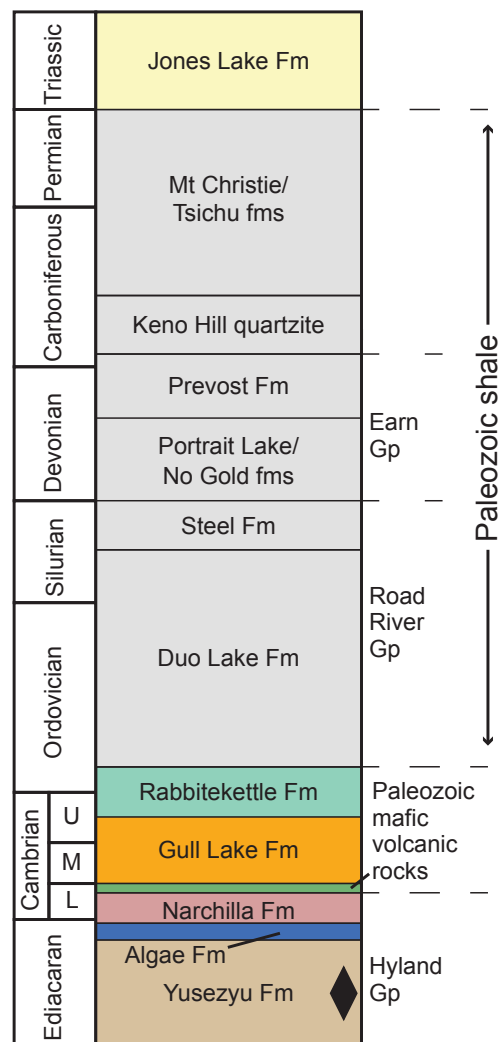 Triassic
Jones Lake Fm
Permian
Mt Christie/
Tsichu fms
Carboniferous
Keno Hill quartzite
Devonian
Prevost Fm
Portrait Lake/
No Gold fms
Earn
Gp
Paleozoic shale
Silurian
Steel Fm
Road
River
Gp
Ordovician
Duo Lake Fm
Rabbitekettle Fm
Paleozoic
mafic
volcanic
rocks
Cambrian
U
M
L
Gull Lake Fm
Narchilla Fm
Ediacaran
Algae Fm
Yusezyu Fm
Hyland
Gp